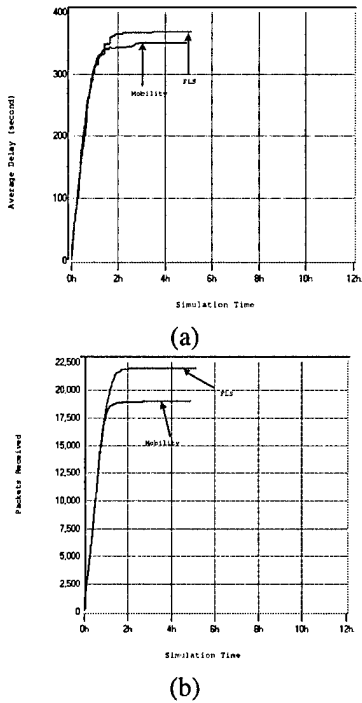 400
300
200
100
0
Average Delay (second)
Mobility
FLS
0h 2h 4h 6h 8h 10h 12h
Simulation Time
(a)
22,500
20,000
17,500
15,000
12,500
10,000
7,500
5,000
2,500
0
Packets Received
FLS
Mobility
0h 2h 4h 6h 8h 10h 12h
Simulation Time
(b)